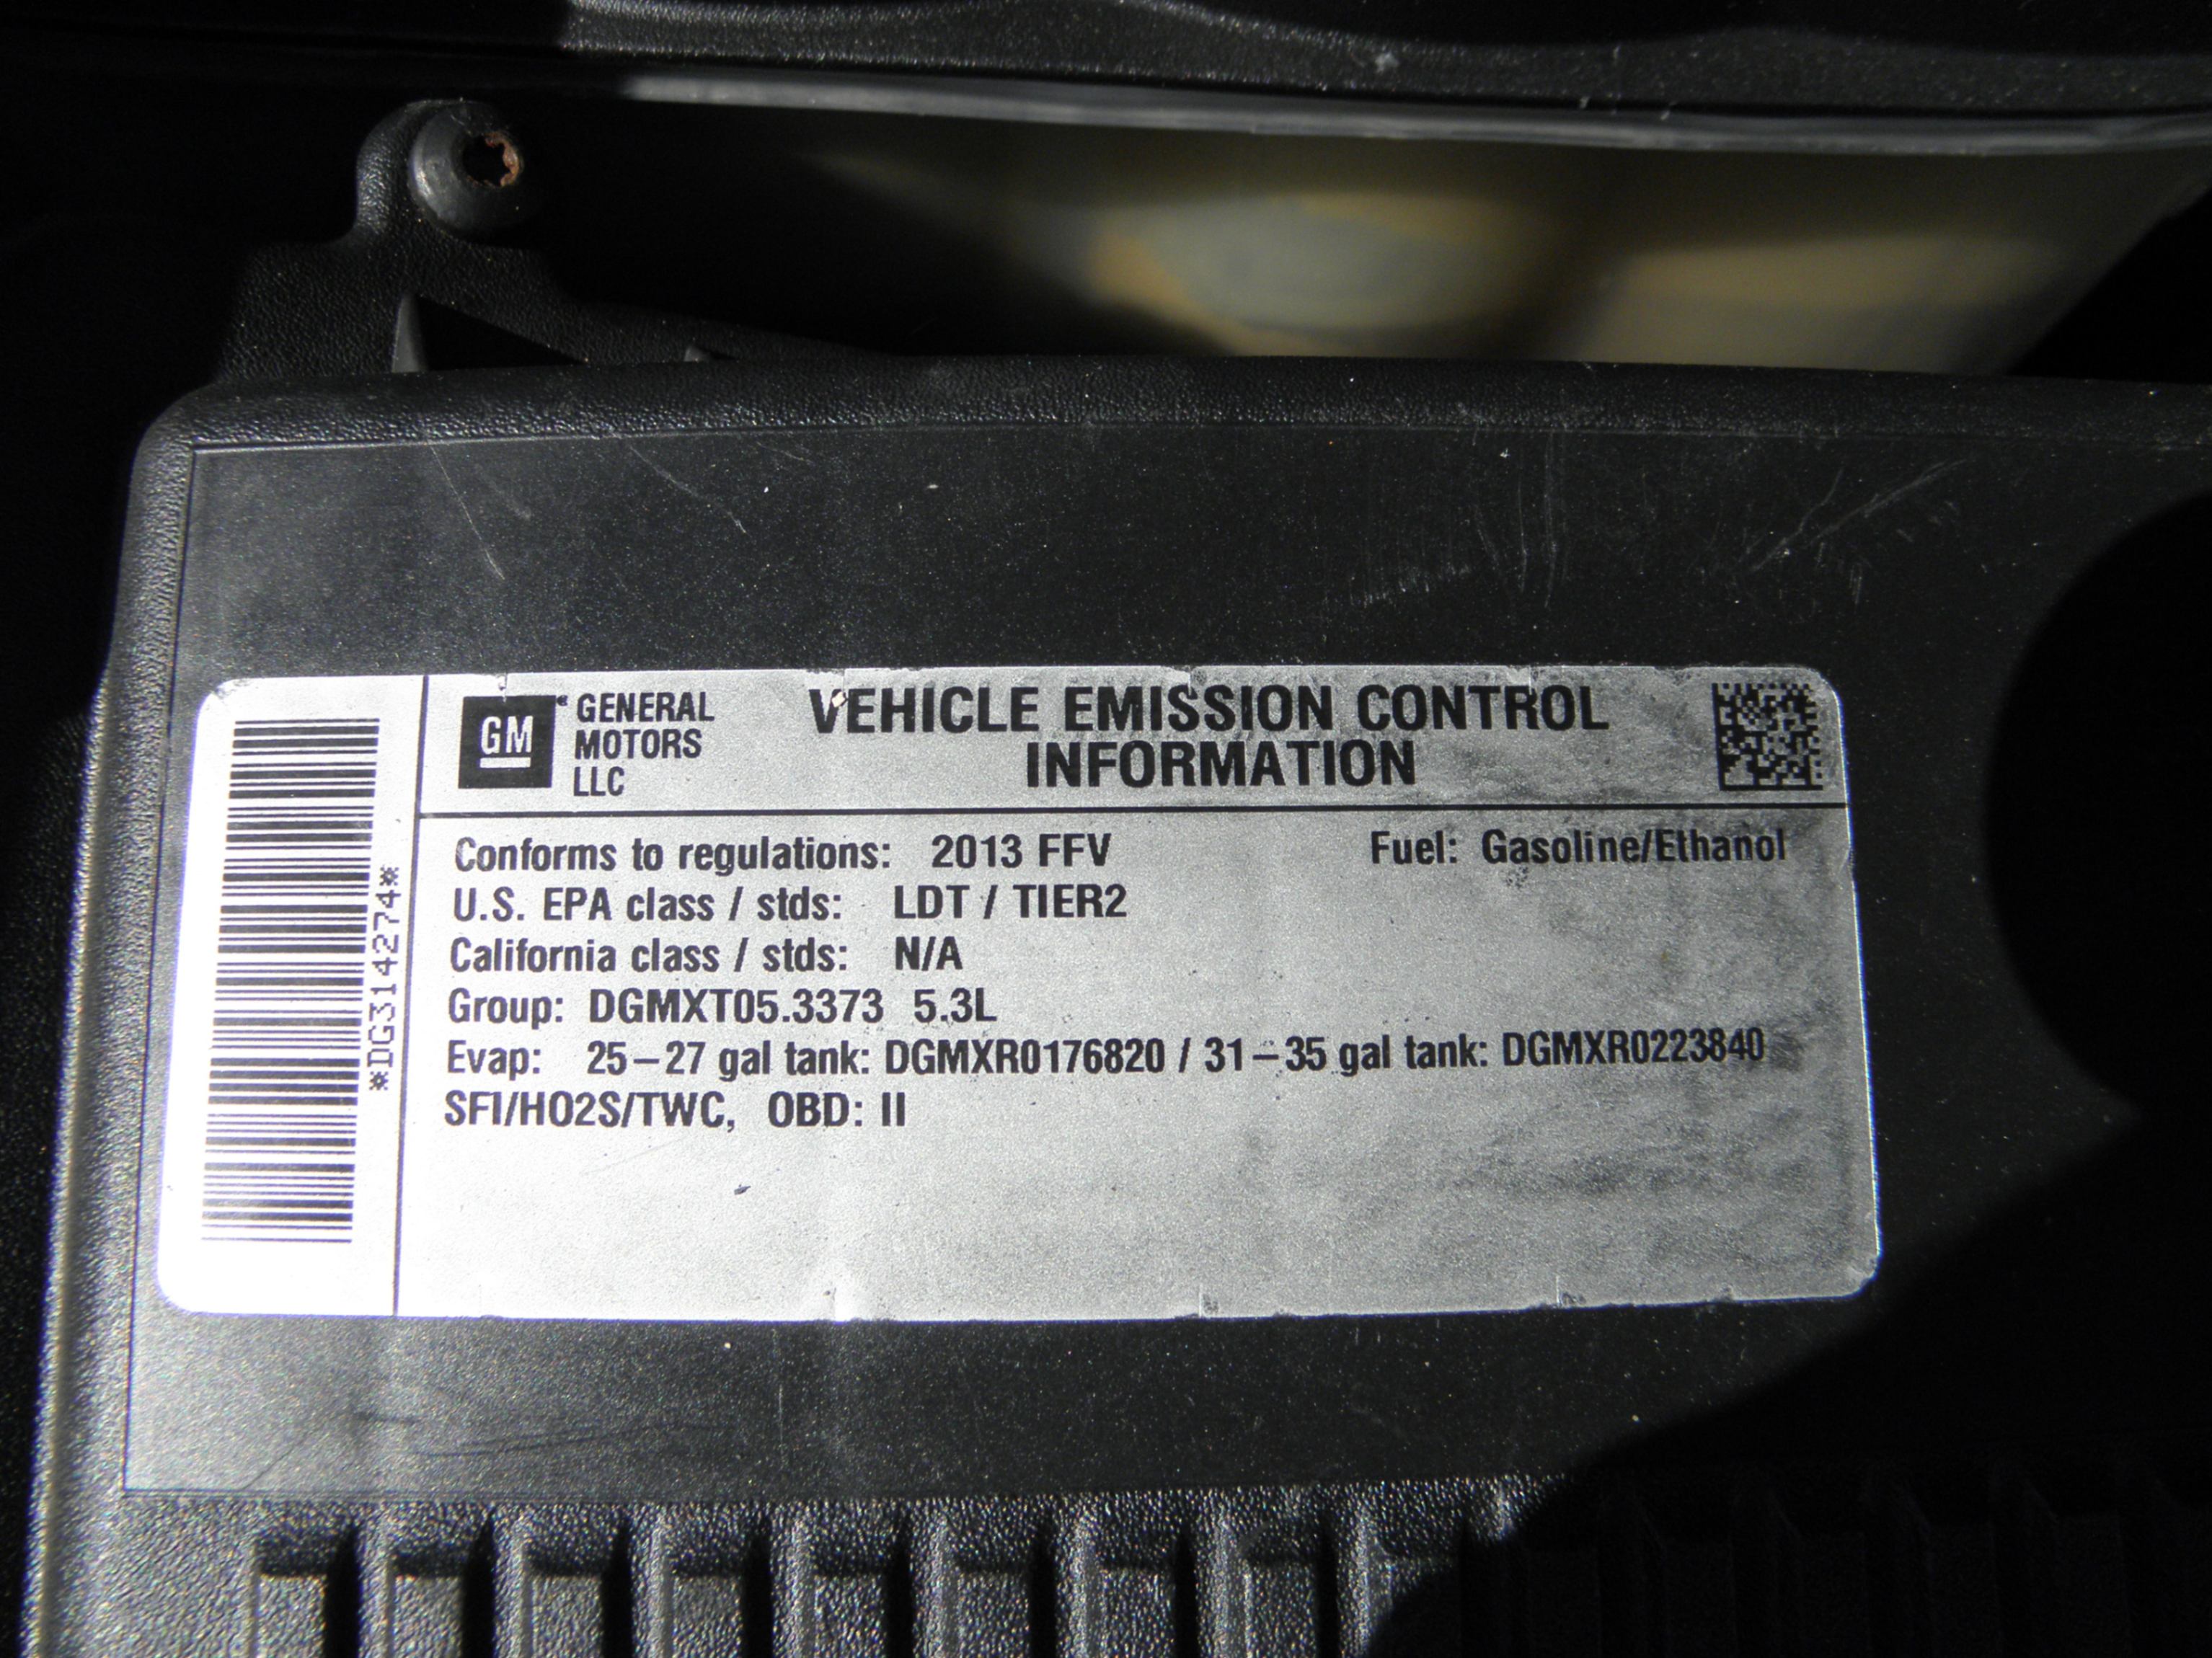 GM
GENERAL
MOTORS
LLC
VEHICLE EMISSION CONTROL
INFORMATION
Conforms to regulations: 2013 FFV Fuel: Gasoline/Ethanol
U.S. EPA class / stds: LDT / TIER2
California class / stds: N/A
Group: DGMXT05.3373 5.3L
Evap: 25–27 gal tank: DGMXR0176820 / 31–35 gal tank: DGMXR0223840
SFI/HO2S/TWC, OBD: II
*DG314274*